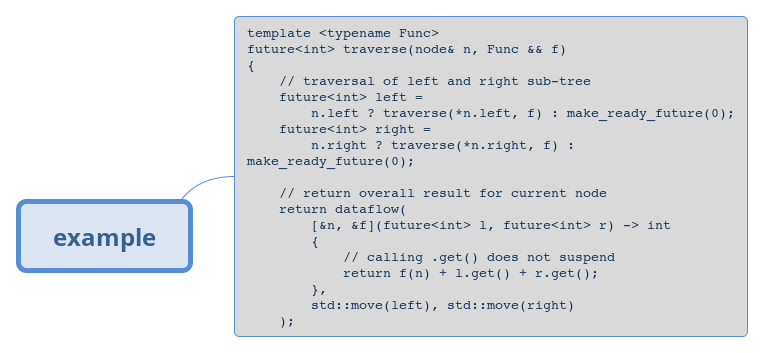 example
template <typename Func>
future<int> traverse(node& n, Func && f)
{
    // traversal of left and right sub-tree
    future<int> left =
        n.left ? traverse(*n.left, f) : make_ready_future(0);
    future<int> right =
        n.right ? traverse(*n.right, f) :
make_ready_future(0);

    // return overall result for current node
    return dataflow(
        [&n, &f](future<int> l, future<int> r) -> int
        {
            // calling .get() does not suspend
            return f(n) + l.get() + r.get();
        },
        std::move(left), std::move(right)
    );